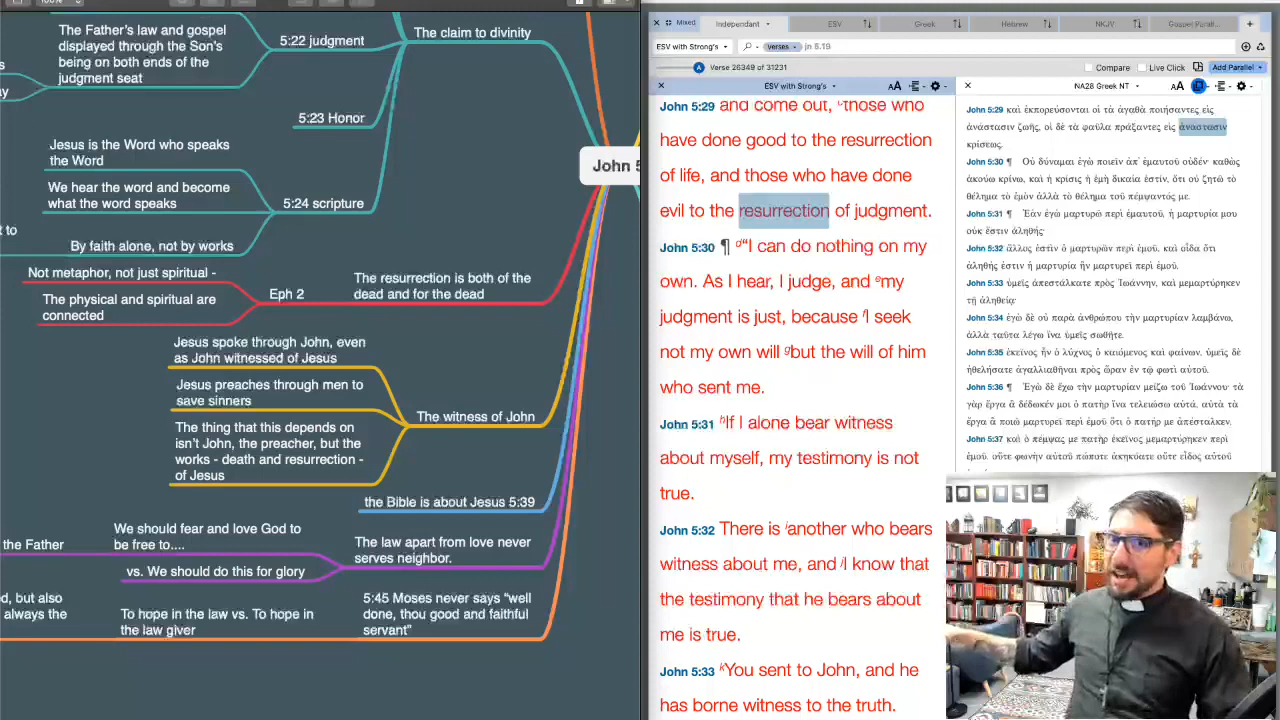 100%
The Father's law and gospel
displayed through the Son's
being on both ends of the
judgment seat
5:22 judgment
The claim to divinity
5:23 Honor
Jesus is the Word who speaks
the Word
We hear the word and become
what the word speaks
5:24 scripture
By faith alone, not by works
Not metaphor, not just spiritual -
The physical and spiritual are
connected
Eph 2
The resurrection is both of the
dead and for the dead
Jesus spoke through John, even
as John witnessed of Jesus
Jesus preaches through men to
save sinners
The thing that this depends on
isn't John, the preacher, but the
works - death and resurrection -
of Jesus
The witness of John
the Bible is about Jesus 5:39
the Father
We should fear and love God to
be free to....
vs. We should do this for glory
The law apart from love never
serves neighbor.
d, but also
always the
To hope in the law vs. To hope in
the law giver
5:45 Moses never says “well
done, thou good and faithful
servant”
John 5
Mixed
Independant
ESV
Greek
Hebrew
NKJV
Gospel Parall...
ESV with Strong's
verses
jn 5.19
Verse 26349 of 31231
Compare
Live Click
Add Parallel
ESV with Strong's
AA
John 5:29 and come out, those who
have done good to the resurrection
of life, and those who have done
evil to the resurrection of judgment.
John 5:30 ¶ d“I can do nothing on my
own. As I hear, I judge, and emy
judgment is just, because fI seek
not my own will gbut the will of him
who sent me.
John 5:31 hIf I alone bear witness
about myself, my testimony is not
true.
John 5:32 There is ianother who bears
witness about me, and jI know that
the testimony that he bears about
me is true.
John 5:33 kYou sent to John, and he
has borne witness to the truth.
NA28 Greek NT
AA
John 5:29 καὶ ἐκπορεύσονται οἱ τὰ ἀγαθὰ ποιήσαντες εἰς
ἀνάστασιν ζωῆς, οἱ δὲ τὰ φαῦλα πράξαντες εἰς ἀνάστασιν
κρίσεως.
John 5:30 ¶ Οὐ δύναμαι ἐγὼ ποιεῖν ἀπ’ ἐμαυτοῦ οὐδέν· καθὼς
ἀκούω κρίνω, καὶ ἡ κρίσις ἡ ἐμὴ δικαία ἐστίν, ὅτι οὐ ζητῶ τὸ
θέλημα τὸ ἐμὸν ἀλλὰ τὸ θέλημα τοῦ πέμψαντός με.
John 5:31 ¶ Ἐὰν ἐγὼ μαρτυρῶ περὶ ἐμαυτοῦ, ἡ μαρτυρία μου
οὐκ ἔστιν ἀληθής·
John 5:32 ἄλλος ἐστὶν ὁ μαρτυρῶν περὶ ἐμοῦ, καὶ οἶδα ὅτι
ἀληθής ἐστιν ἡ μαρτυρία ἣν μαρτυρεῖ περὶ ἐμοῦ.
John 5:33 ὑμεῖς ἀπεστάλκατε πρὸς Ἰωάννην, καὶ μεμαρτύρηκεν
τῇ ἀληθείᾳ·
John 5:34 ἐγὼ δὲ οὐ παρὰ ἀνθρώπου τὴν μαρτυρίαν λαμβάνω,
ἀλλὰ ταῦτα λέγω ἵνα ὑμεῖς σωθῆτε.
John 5:35 ἐκεῖνος ἦν ὁ λύχνος ὁ καιόμενος καὶ φαίνων, ὑμεῖς δὲ
ἠθελήσατε ἀγαλλιαθῆναι πρὸς ὥραν ἐν τῷ φωτὶ αὐτοῦ.
John 5:36 ¶ Ἐγὼ δὲ ἔχω τὴν μαρτυρίαν μείζω τοῦ Ἰωάννου· τὰ
γὰρ ἔργα ἃ δέδωκέν μοι ὁ πατὴρ ἵνα τελειώσω αὐτά, αὐτὰ τὰ
ἔργα ἃ ποιῶ μαρτυρεῖ περὶ ἐμοῦ ὅτι ὁ πατήρ με ἀπέσταλκεν.
John 5:37 καὶ ὁ πέμψας με πατὴρ ἐκεῖνος μεμαρτύρηκεν περὶ
ἐμοῦ. οὔτε φωνὴν αὐτοῦ πώποτε ἀκηκόατε οὔτε εἶδος αὐτοῦ